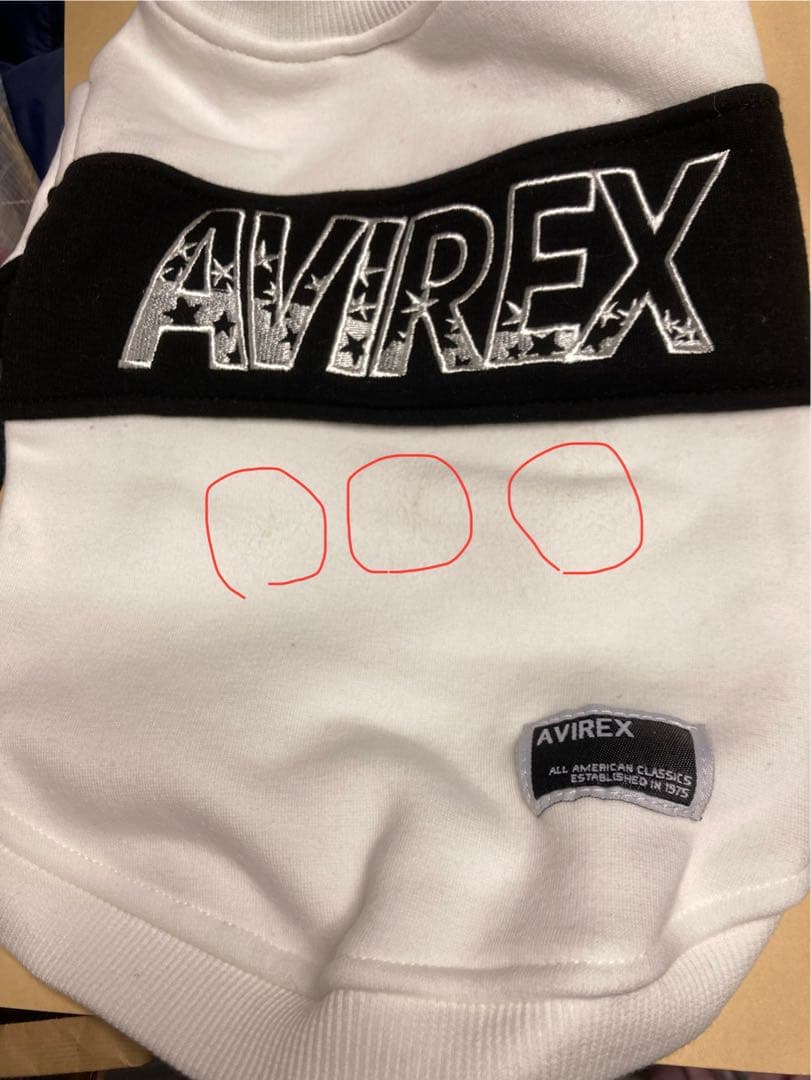 AVIREX
AVIREX
ALL AMERICAN CLASSICS
ESTABLISHED IN 1975